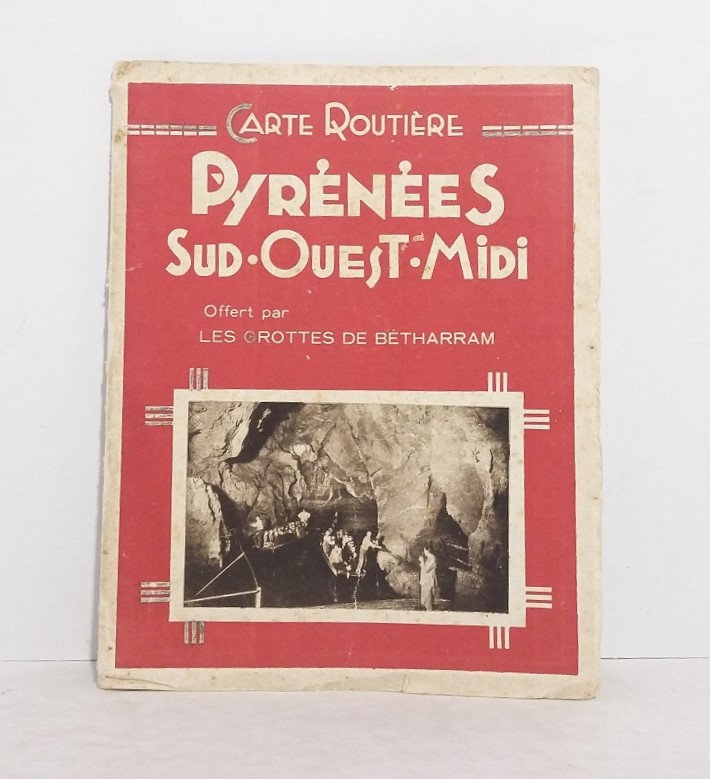 CARTE ROUTIÈRE
PYRÉNÉES
SUD·OUEST·MiDi
Offert par
LES GROTTES DE BÉTHARRAM